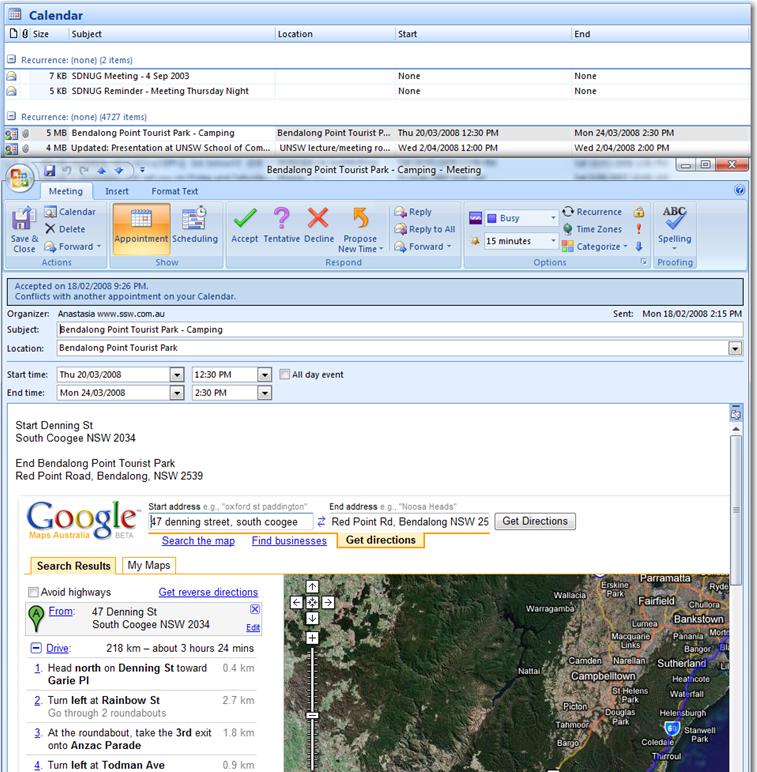 Calendar
Size Subject Location Start End
Recurrence: (none) (2 items)
7 KB SDNUG Meeting - 4 Sep 2003 None None
5 KB SDNUG Reminder - Meeting Thursday Night None None
Recurrence: (none) (4727 items)
5 MB Bendalong Point Tourist Park - Camping Bendalong Point Tourist P... Thu 20/03/2008 12:30 PM Mon 24/03/2008 2:30 PM
4 MB Updated: Presentation at UNSW School of Com... UNSW lecture/meeting ro... Wed 2/04/2008 12:00 PM Wed 2/04/2008 2:00 PM
Bendalong Point Tourist Park - Camping - Meeting
Meeting Insert Format Text
Save & Close
Calendar
Delete
Forward
Actions
Appointment
Scheduling
Show
Accept
Tentative
Decline
Propose New Time
Reply
Reply to All
Forward
Respond
Busy
15 minutes
Recurrence
Time Zones
Categorize
Options
ABC
Spelling
Proofing
Accepted on 18/02/2008 9:26 PM.
Conflicts with another appointment on your Calendar.
Organizer: Anastasia www.ssw.com.au Sent: Mon 18/02/2008 2:15 PM
Subject: Bendalong Point Tourist Park - Camping
Location: Bendalong Point Tourist Park
Start time: Thu 20/03/2008 12:30 PM All day event
End time: Mon 24/03/2008 2:30 PM
Start Denning St
South Coogee NSW 2034
End Bendalong Point Tourist Park
Red Point Road, Bendalong, NSW 2539
Google
Maps Australia BETA
Start address e.g., "oxford st paddington" End address e.g., "Noosa Heads"
47 denning street, south coogee Red Point Rd, Bendalong NSW 25 Get Directions
Search the map Find businesses Get directions
Search Results My Maps
Avoid highways Get reverse directions
A From: 47 Denning St
South Coogee NSW 2034 Edit
Drive: 218 km – about 3 hours 24 mins
1. Head north on Denning St toward 0.4 km
Garie Pl
2. Turn left at Rainbow St 2.7 km
Go through 2 roundabouts
3. At the roundabout, take the 3rd exit 1.8 km
onto Anzac Parade
4. Turn left at Todman Ave 0.9 km
Parramatta
Ryde
Erskine Park
Wallacia
Fairfield
Chullora
Warragamba
Bankstown
Lurnea
Panania
Macquarie Links
Bangor
Camden
Narellan
Sutherland
Nattai
Campbelltown
Heathcote
St Helens Park
Waterfall
Picton
Douglas Park
Helensburgh
Tahmoor
60
Stanwell Park
Bargo
Coledale
Thirroul